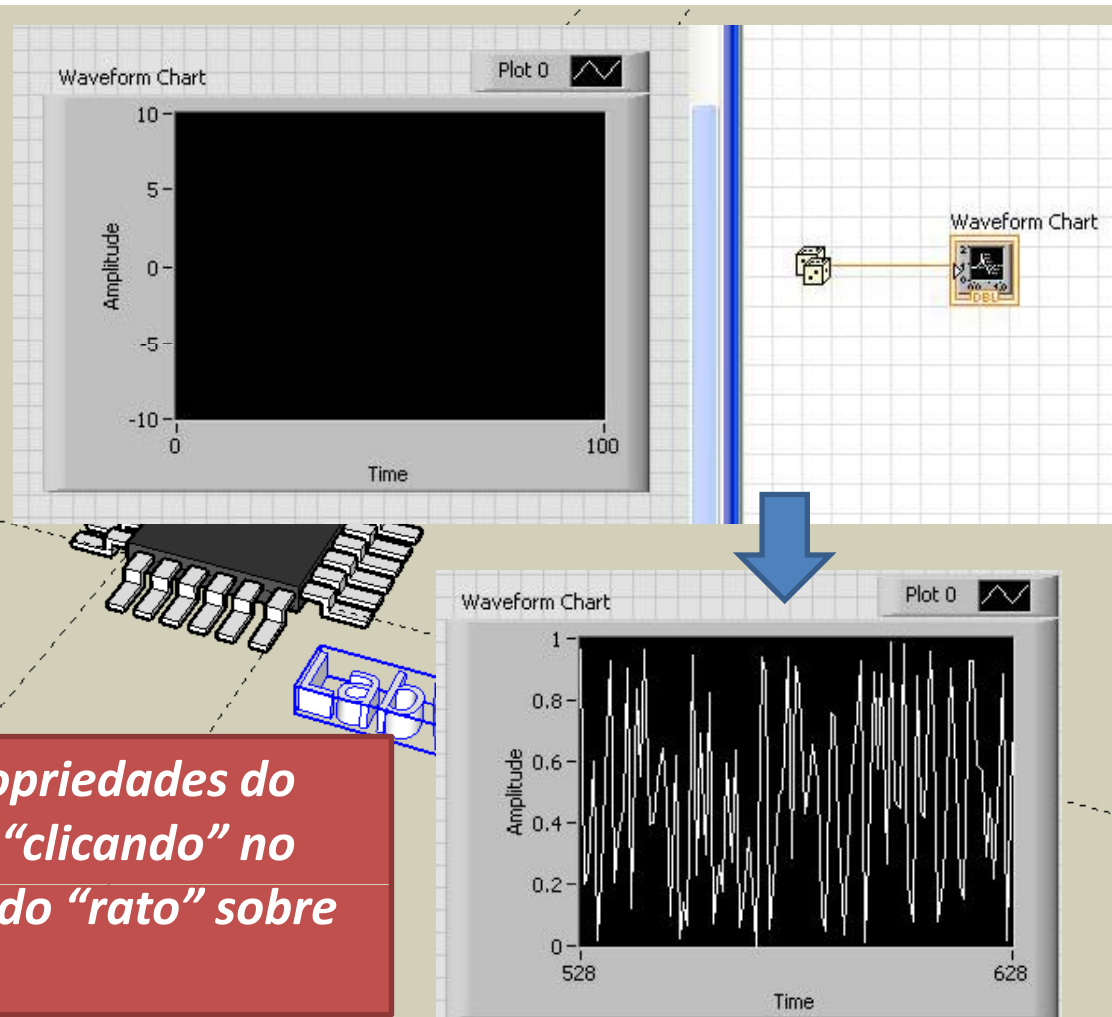 Waveform Chart
Plot 0
10
5
0
-5
-10
Amplitude
0
100
Time
Waveform Chart
DBL
Waveform Chart
Plot 0
1
0.8
0.6
0.4
0.2
0
Amplitude
528
628
Time
Lab
opriedades do
“clicando” no
do “rato” sobre